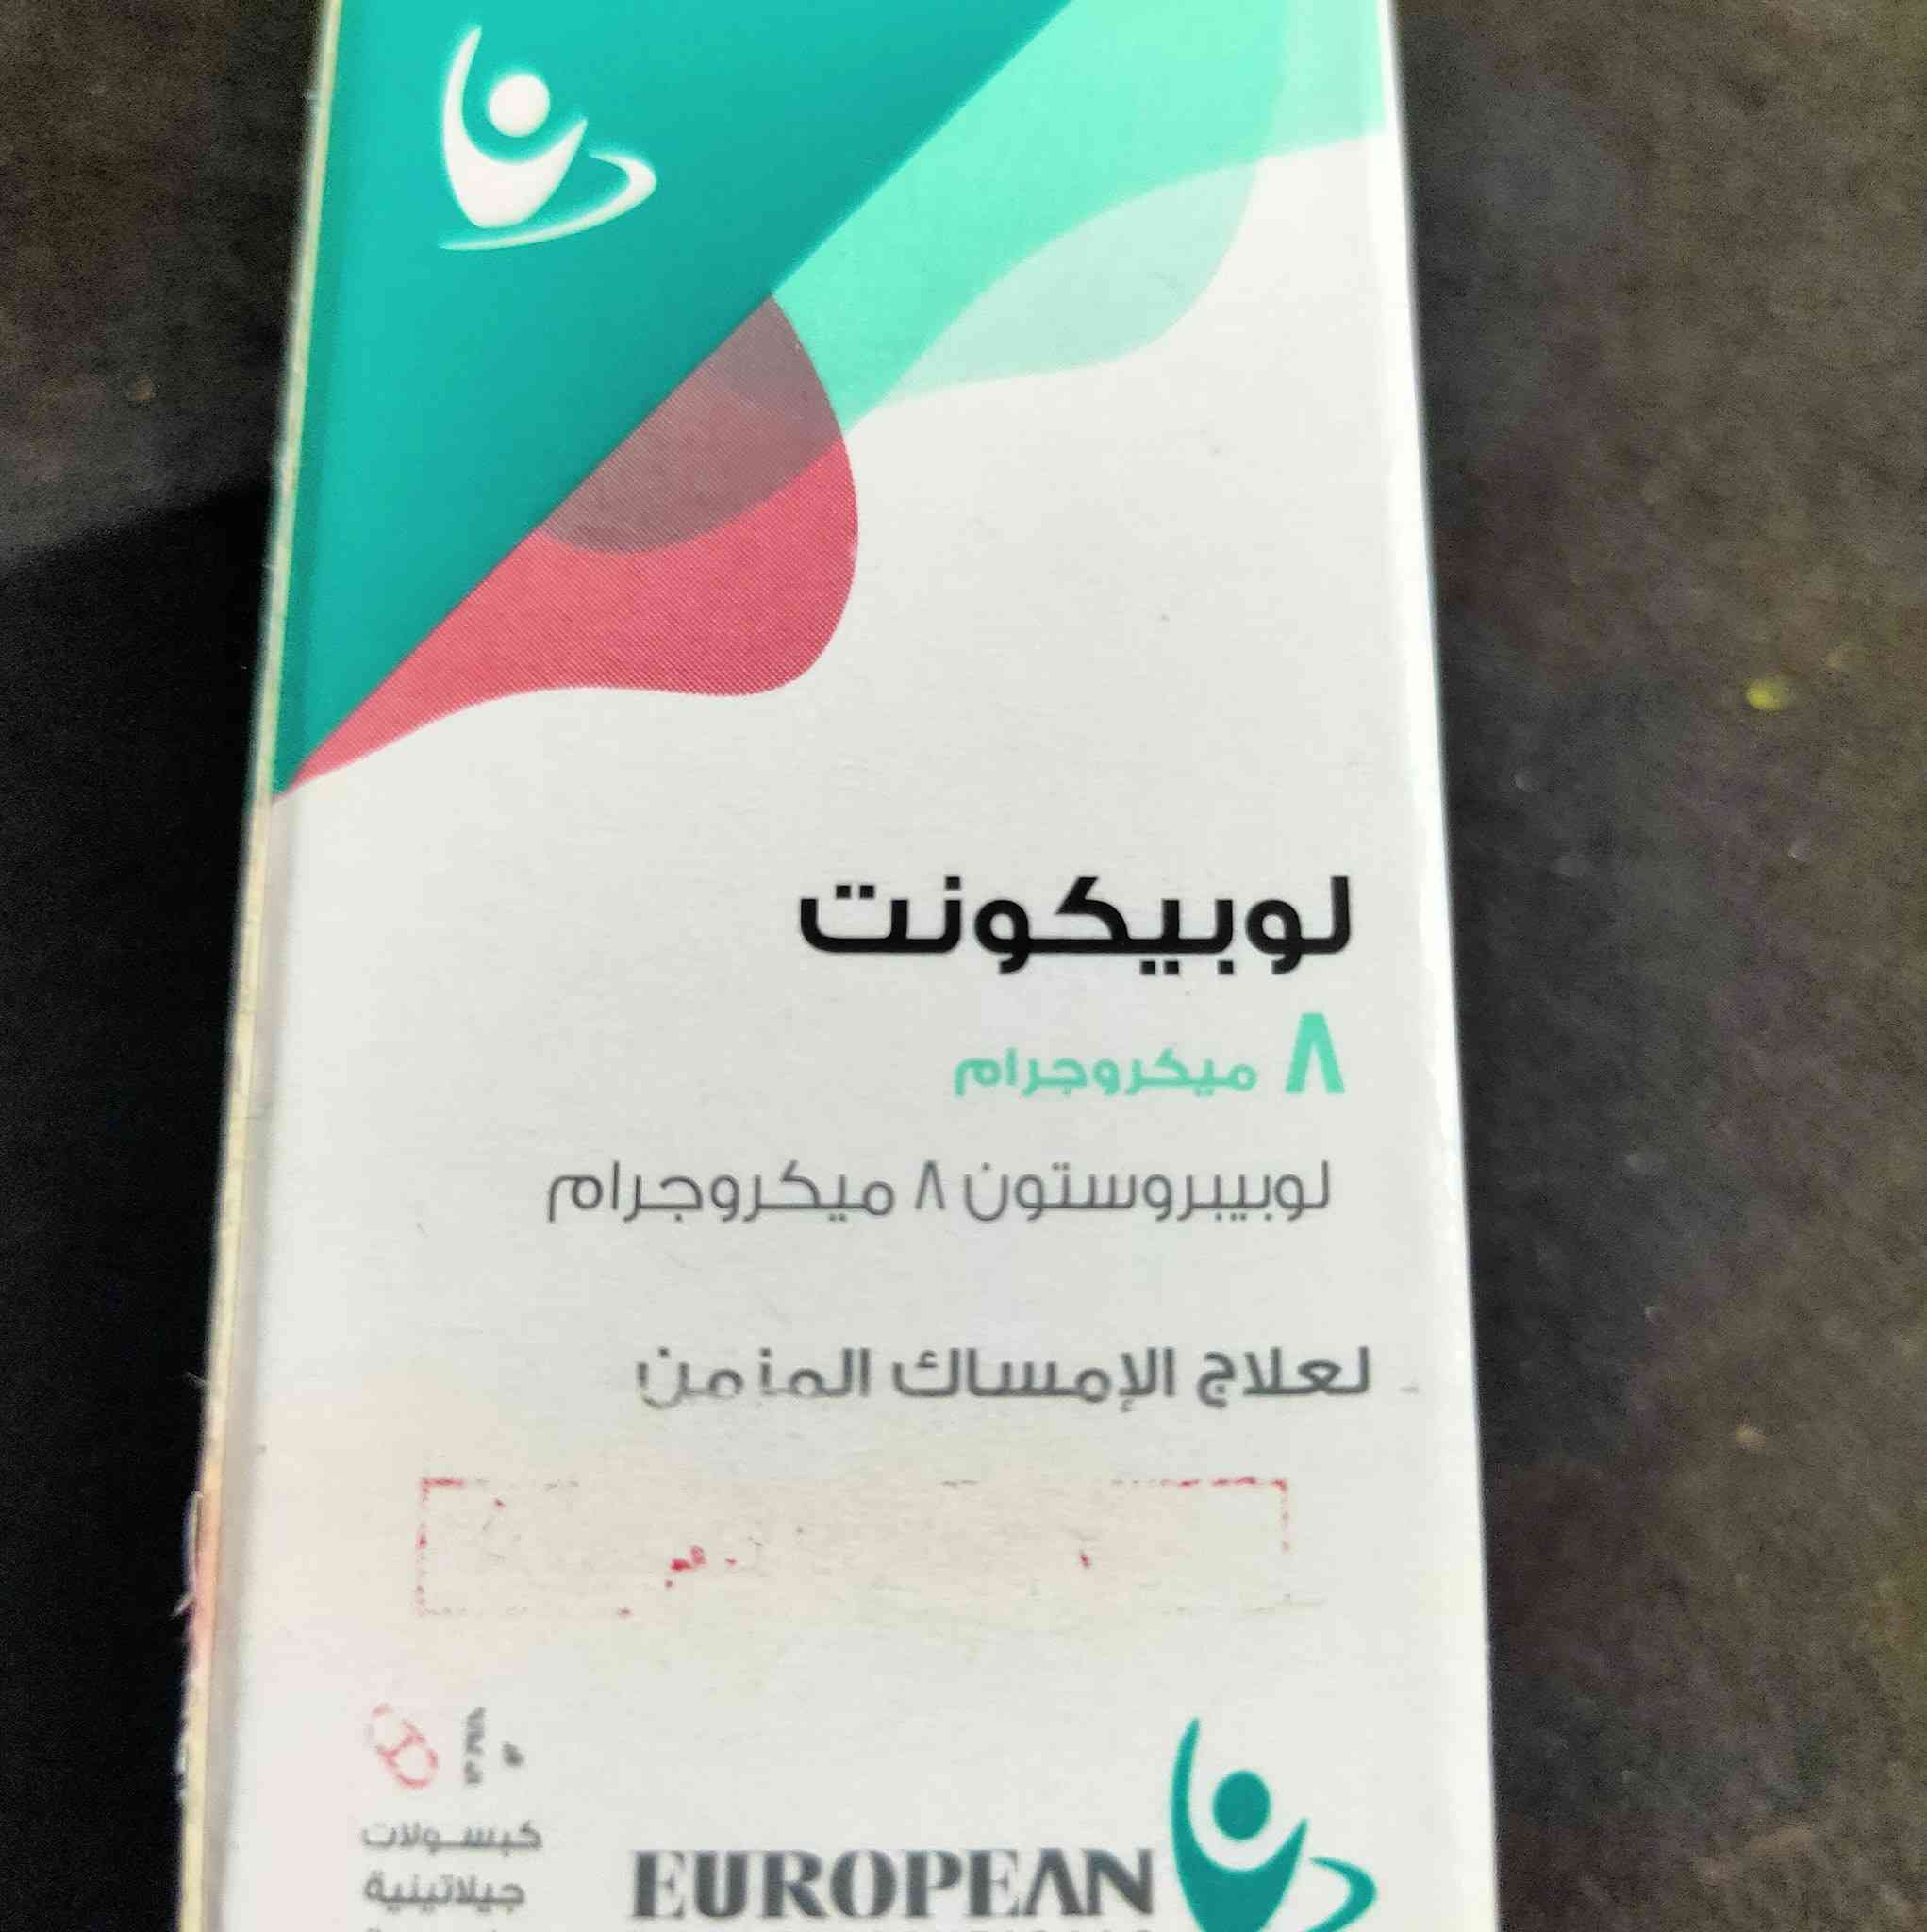 لوبيكونت
٨ ميكروجرام
لوبيبروستون ٨ ميكروجرام
لعلاج الإمساك المزمن
كبسولات
جيلاتينية
EUROPEAN